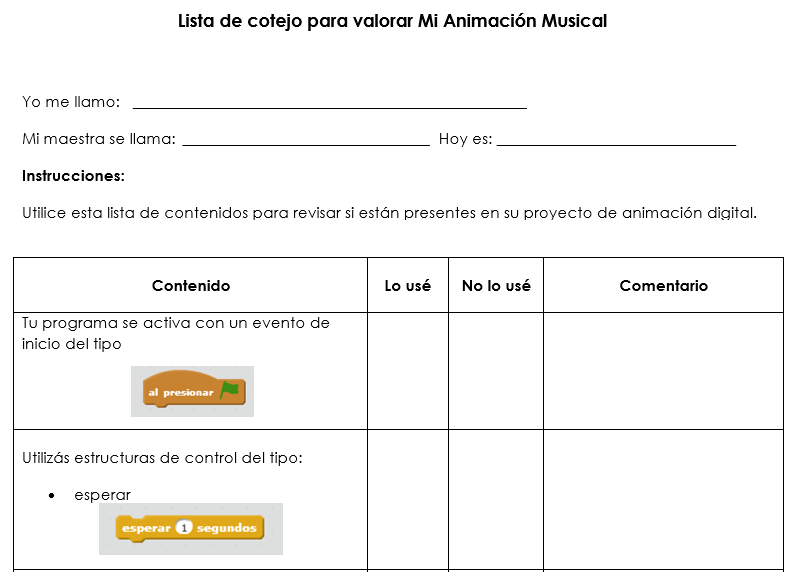 Lista de cotejo para valorar Mi Animación Musical
Yo me llamo: ____________________
Mi maestra se llama: ____________________ Hoy es: ____________________
Instrucciones:
Utilice esta lista de contenidos para revisar si están presentes en su proyecto de animación digital.
Contenido Lo usé No lo usé Comentario
Tu programa se activa con un evento de
inicio del tipo
al presionar
Utilizás estructuras de control del tipo:
• esperar
esperar 1 segundos